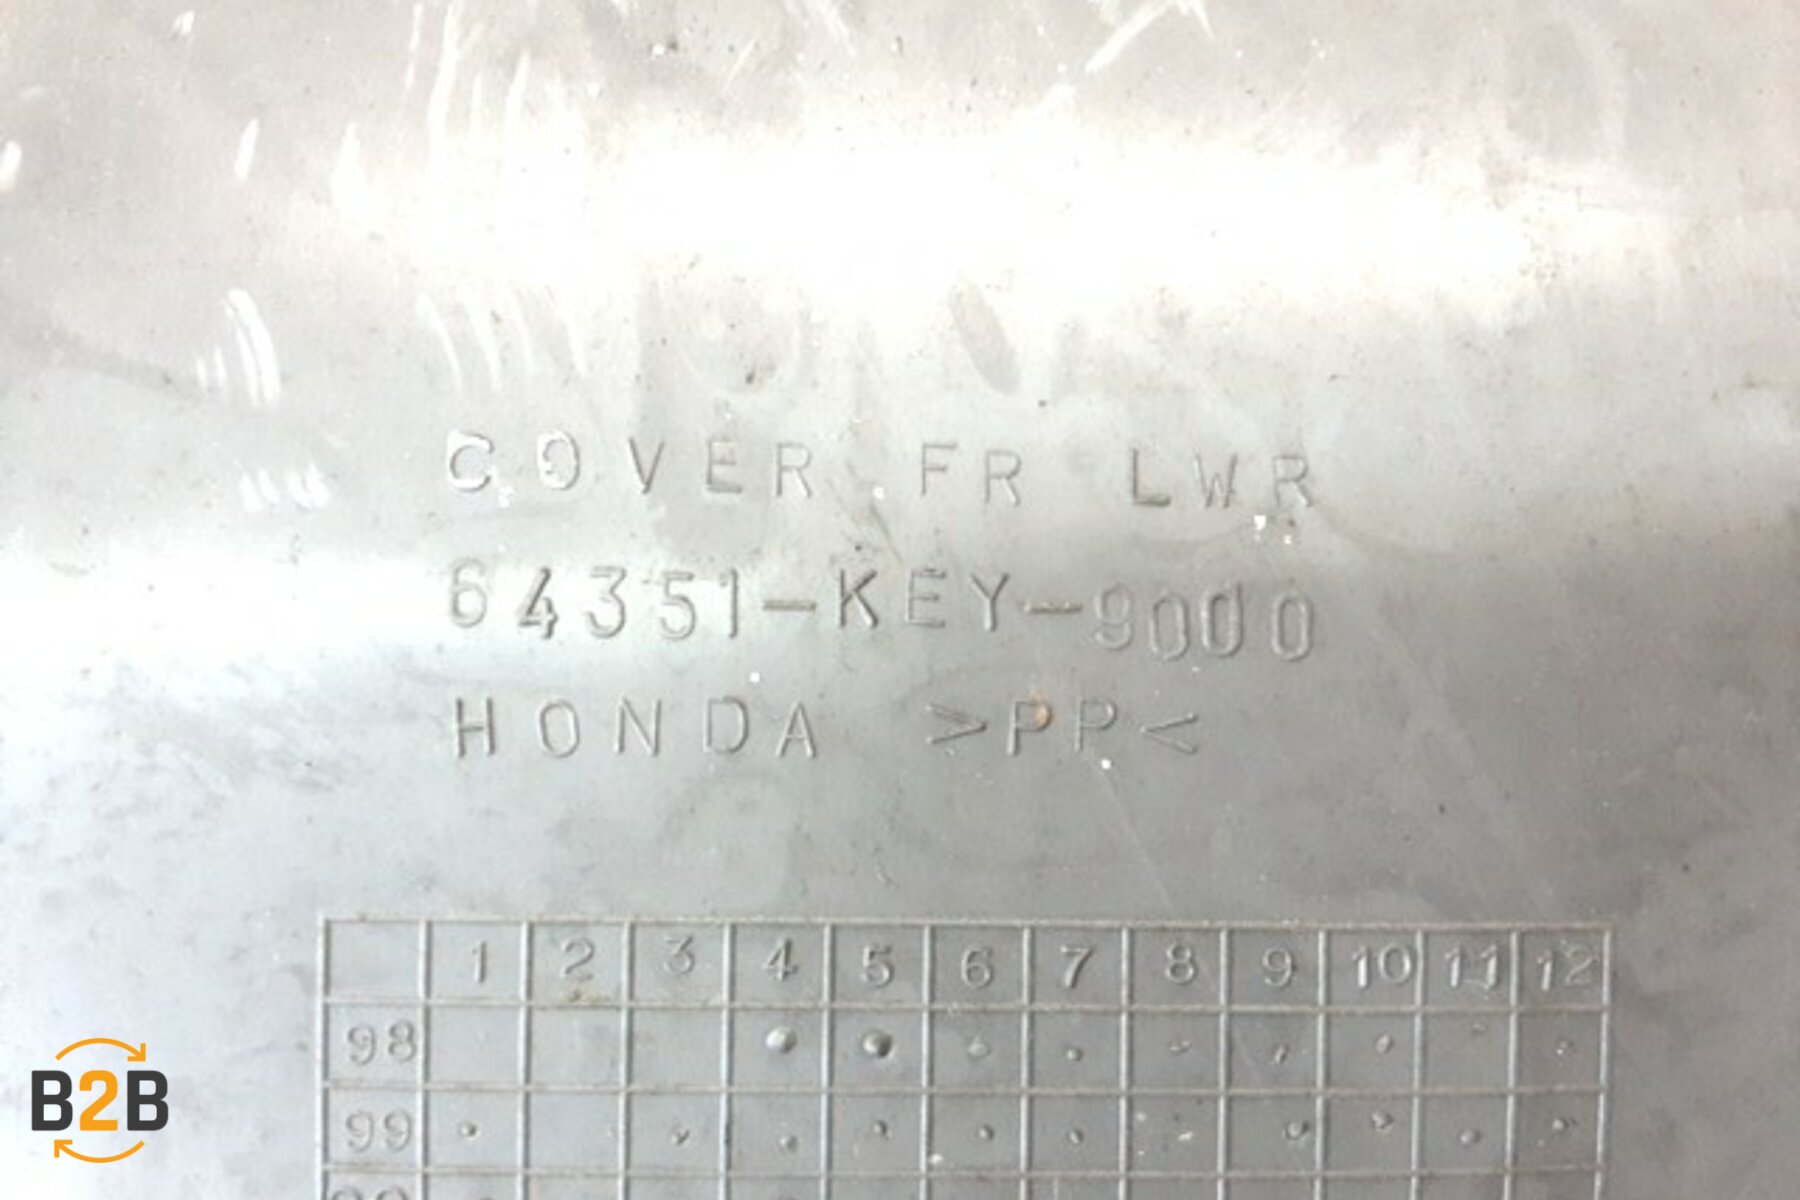 COVER FR LWR
64351-KEY-9000
HONDA >PP<
1 2 3 4 5 6 7 8 9 10 11 12
98
99
B2B